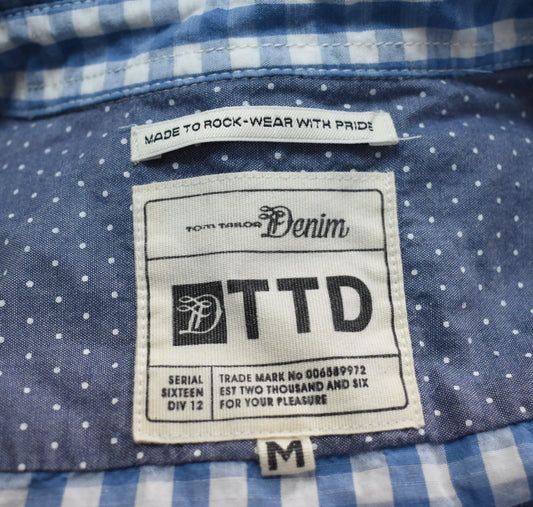 MADE TO ROCK-WEAR WITH PRIDE
TOM TAILOR Denim
D TTD
SERIAL
SIXTEEN
DIV 12
TRADE MARK No 006889972
EST TWO THOUSAND AND SIX
FOR YOUR PLEASURE
M